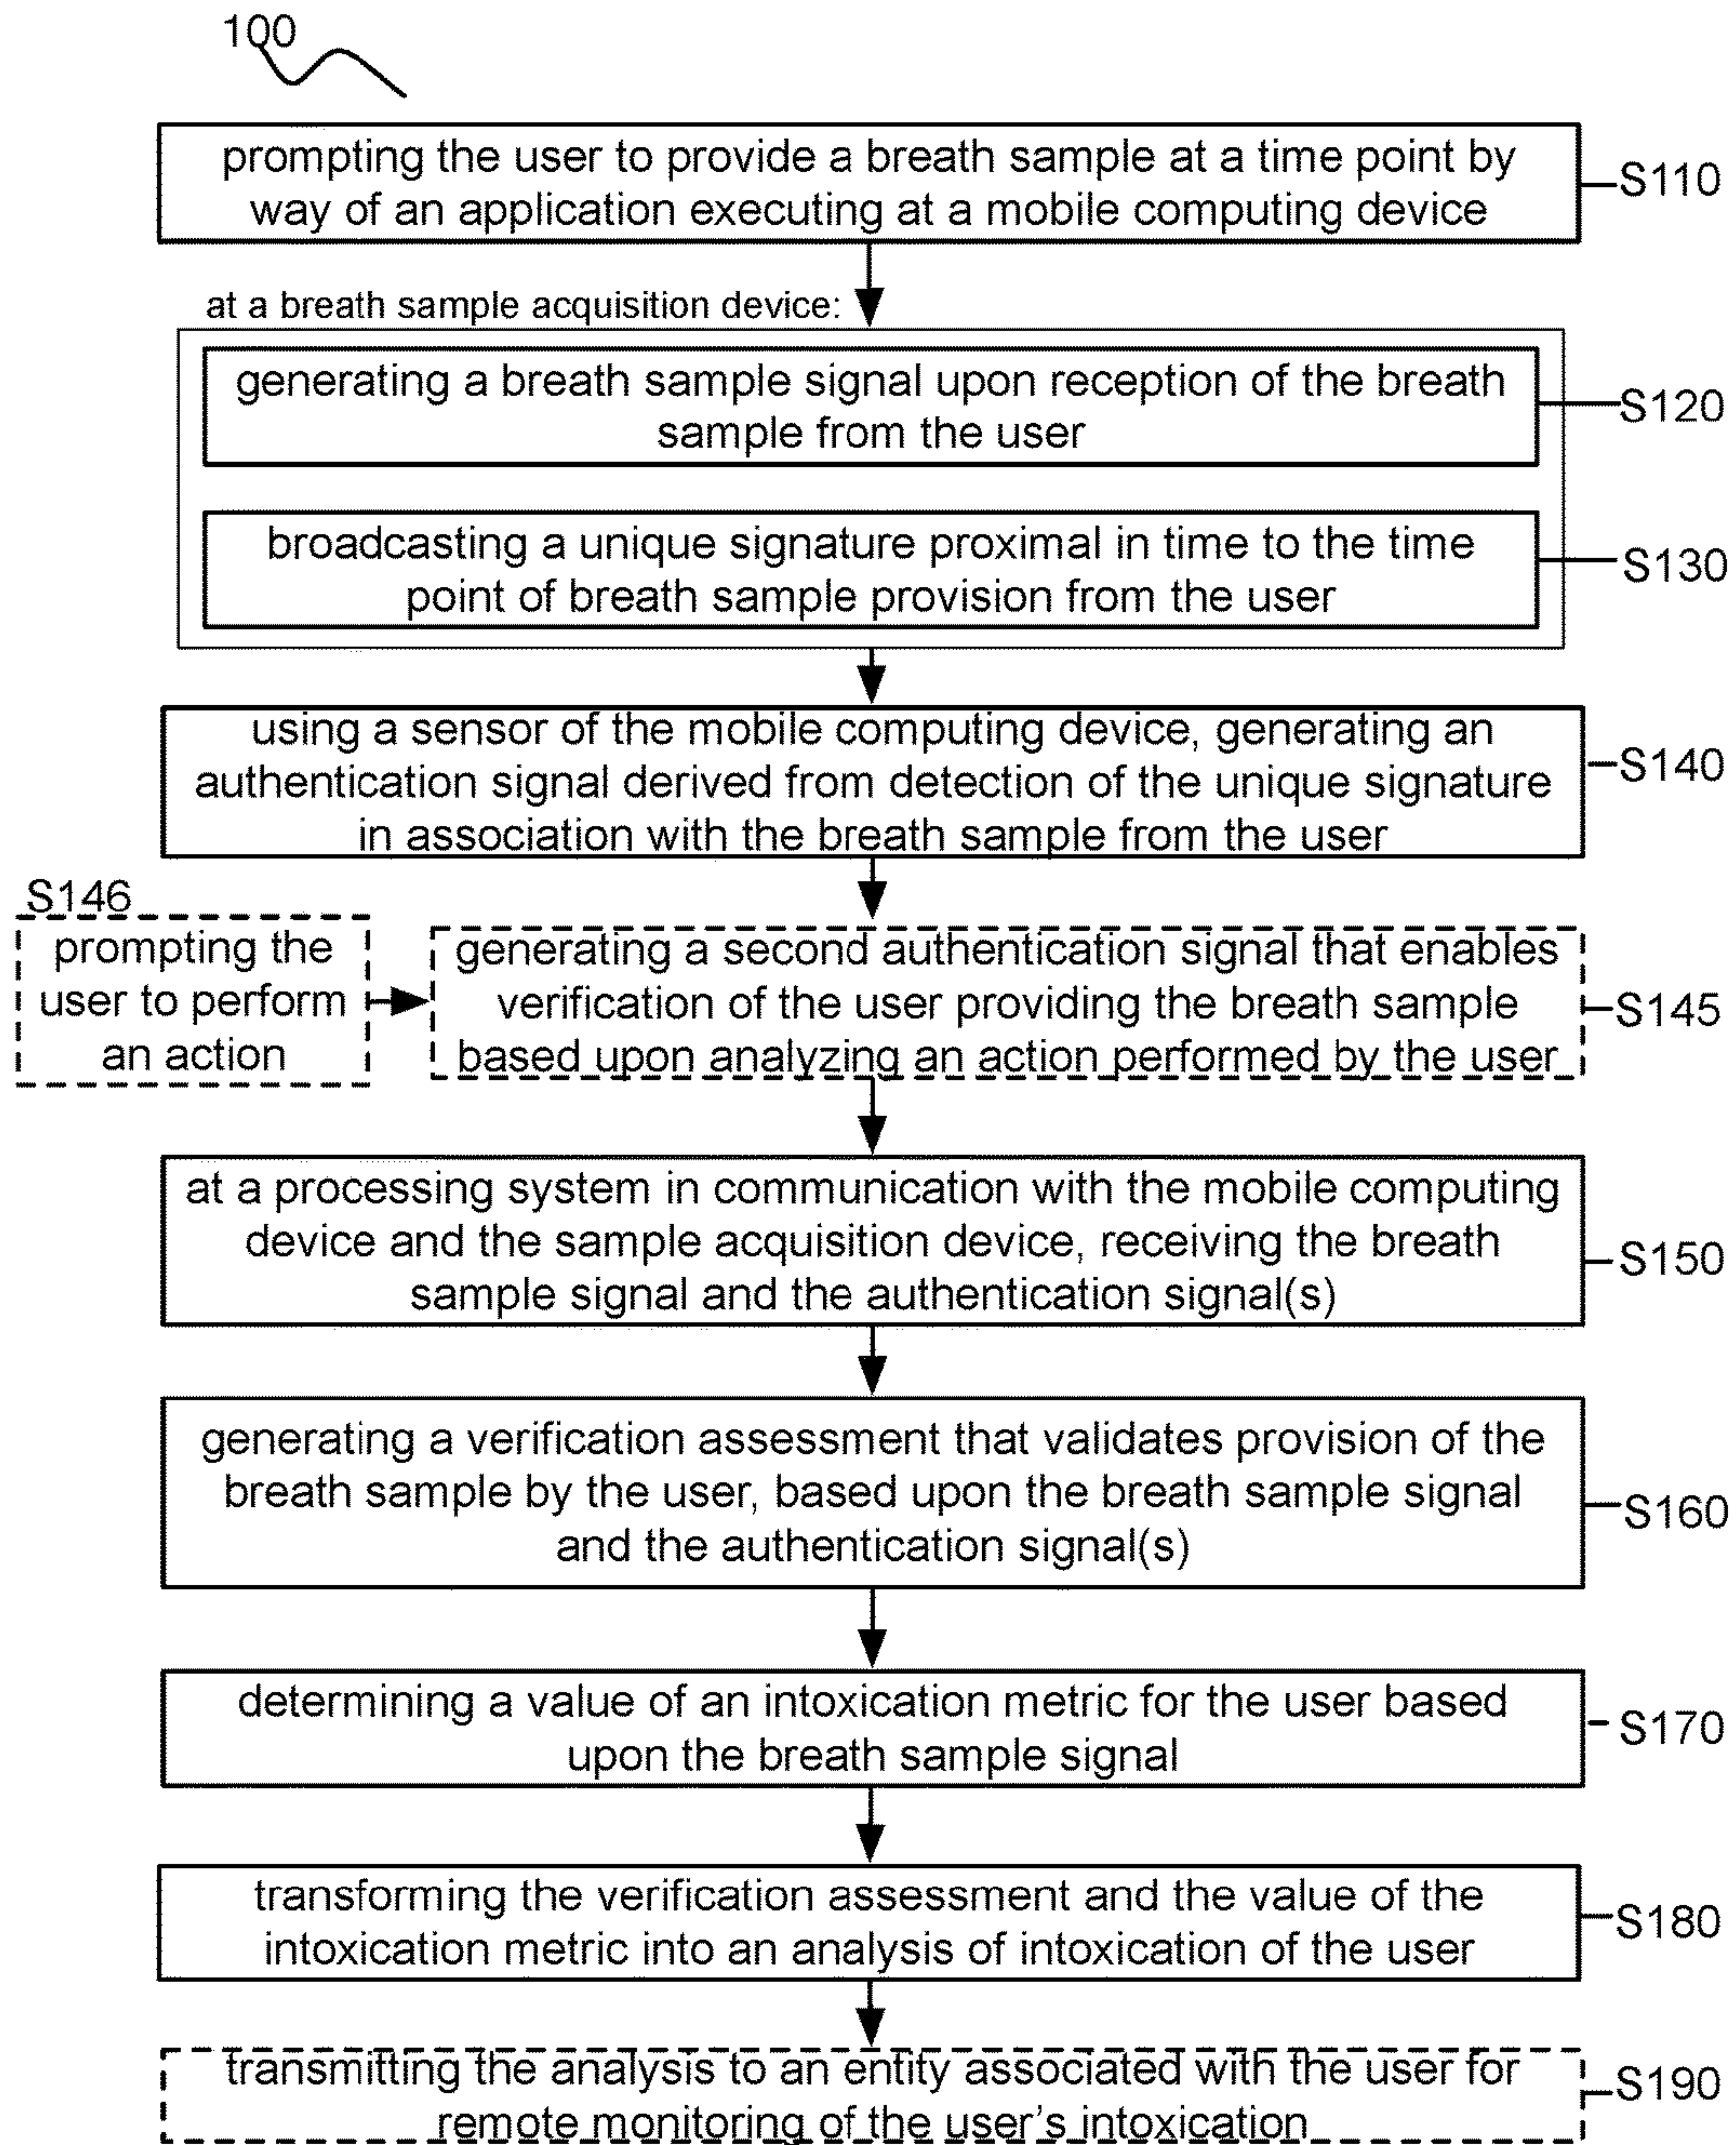 100
prompting the user to provide a breath sample at a time point by
way of an application executing at a mobile computing device
S110
at a breath sample acquisition device:
generating a breath sample signal upon reception of the breath
sample from the user
S120
broadcasting a unique signature proximal in time to the time
point of breath sample provision from the user
S130
using a sensor of the mobile computing device, generating an
authentication signal derived from detection of the unique signature
in association with the breath sample from the user
S140
S146
prompting the
user to perform
an action
generating a second authentication signal that enables
verification of the user providing the breath sample
based upon analyzing an action performed by the user
S145
at a processing system in communication with the mobile computing
device and the sample acquisition device, receiving the breath
sample signal and the authentication signal(s)
S150
generating a verification assessment that validates provision of the
breath sample by the user, based upon the breath sample signal
and the authentication signal(s)
S160
determining a value of an intoxication metric for the user based
upon the breath sample signal
S170
transforming the verification assessment and the value of the
intoxication metric into an analysis of intoxication of the user
S180
transmitting the analysis to an entity associated with the user for
remote monitoring of the user's intoxication
S190